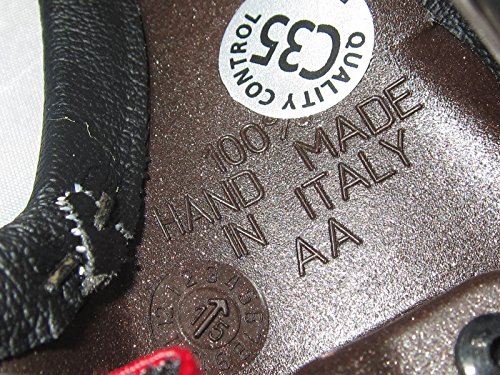 QUALITY CONTROL
C35
100%
HAND MADE
IN ITALY
AA
15